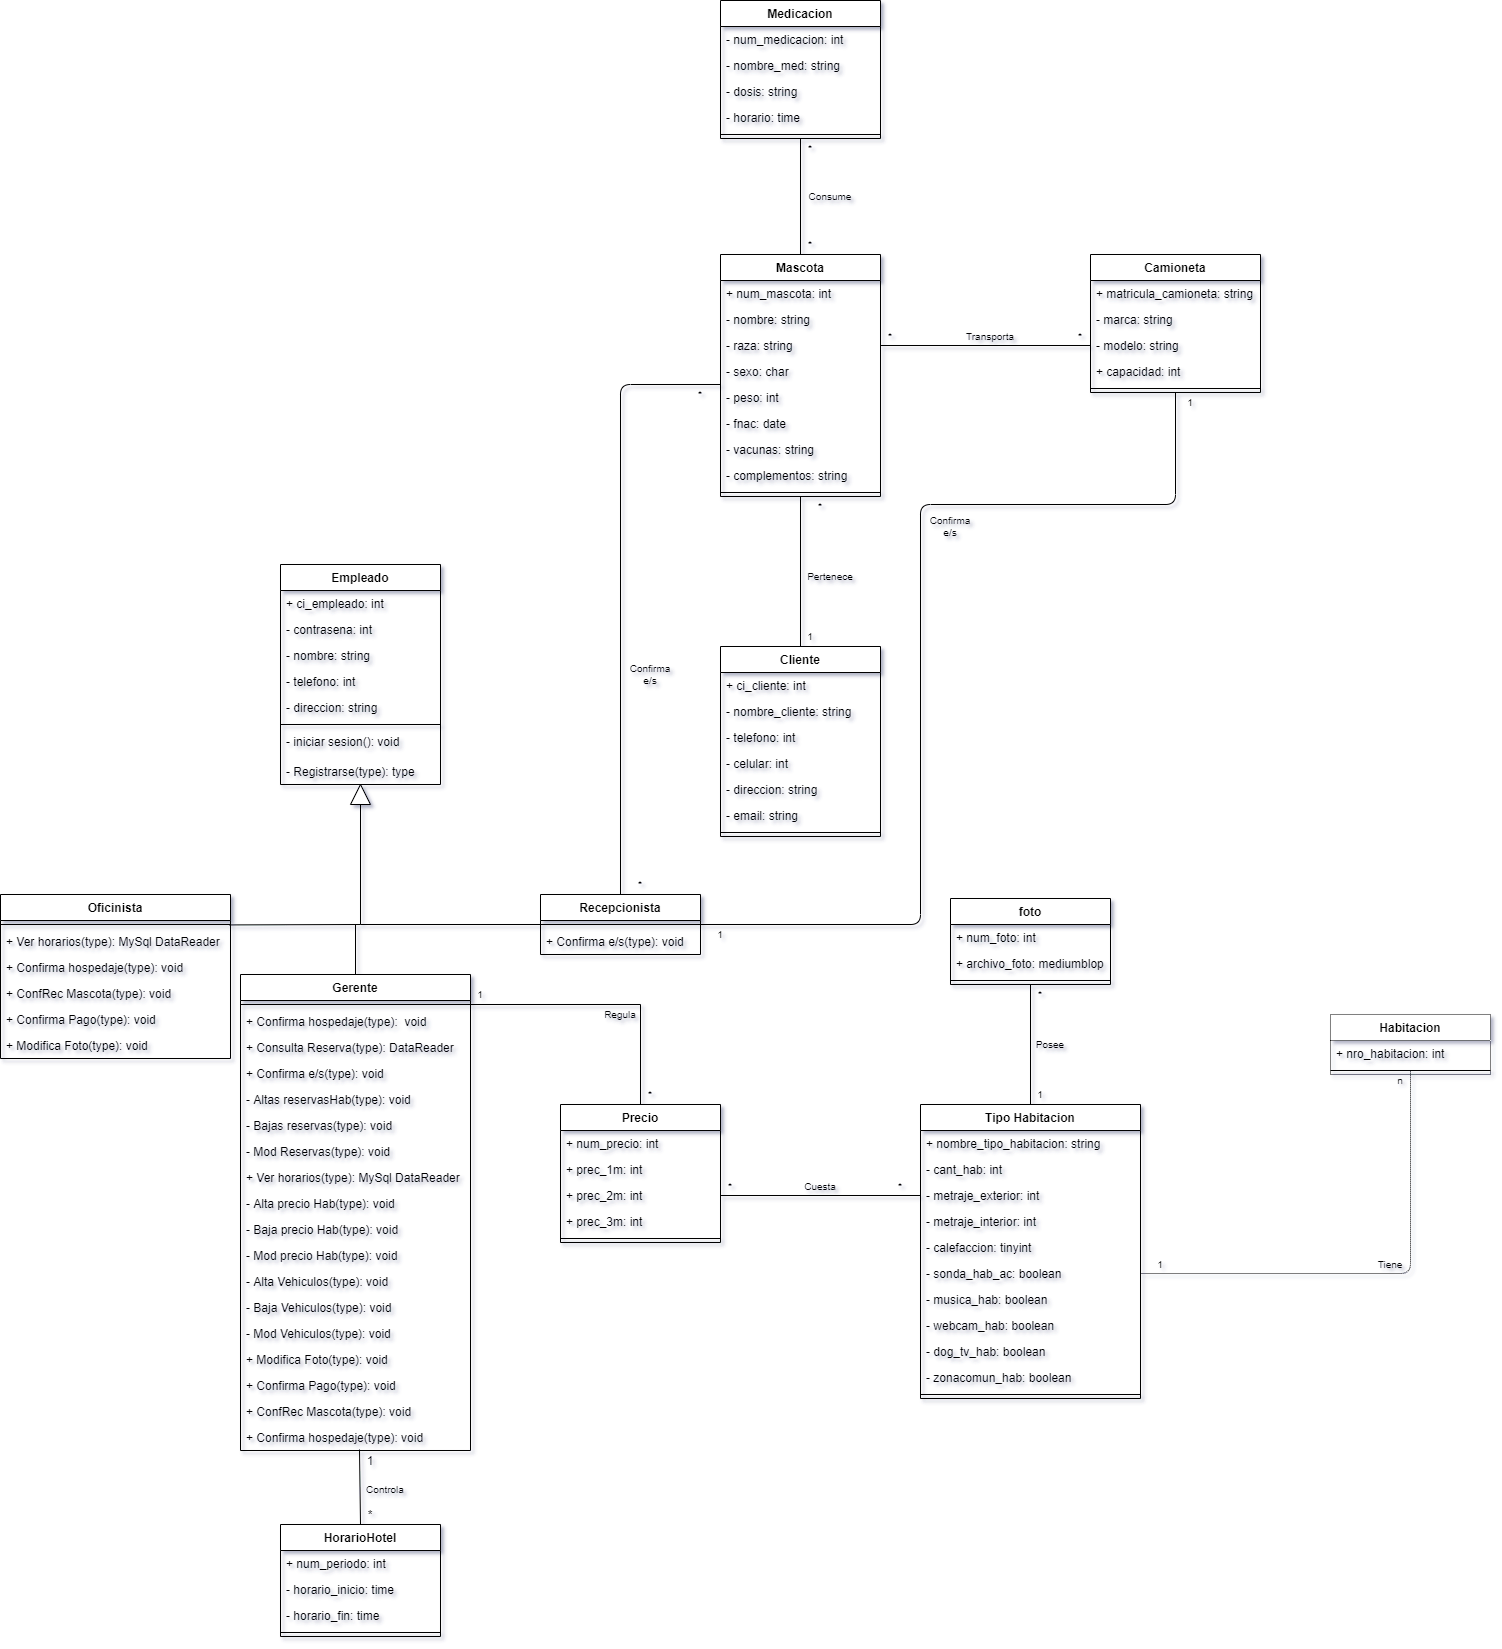 Medicacion
- num_medicacion: int
- nombre_med: string
- dosis: string
- horario: time
*
Consume
*
Mascota
+ num_mascota: int
- nombre: string
- raza: string
- sexo: char
- peso: int
- fnac: date
- vacunas: string
- complementos: string
*
Transporta
*
Camioneta
+ matricula_camioneta: string
- marca: string
- modelo: string
+ capacidad: int
1
*
*
Confirma
e/s
Pertenece
1
Empleado
+ ci_empleado: int
- contrasena: int
- nombre: string
- telefono: int
- direccion: string
- iniciar sesion(): void
- Registrarse(type): type
Confirma
e/s
Cliente
+ ci_cliente: int
- nombre_cliente: string
- telefono: int
- celular: int
- direccion: string
- email: string
*
Oficinista
+ Ver horarios(type): MySql DataReader
+ Confirma hospedaje(type): void
+ ConfRec Mascota(type): void
+ Confirma Pago(type): void
+ Modifica Foto(type): void
Recepcionista
+ Confirma e/s(type): void
1
foto
+ num_foto: int
+ archivo_foto: mediumblop
*
Posee
1
Gerente
+ Confirma hospedaje(type):  void
+ Consulta Reserva(type): DataReader
+ Confirma e/s(type): void
- Altas reservasHab(type): void
- Bajas reservas(type): void
- Mod Reservas(type): void
+ Ver horarios(type): MySql DataReader
- Alta precio Hab(type): void
- Baja precio Hab(type): void
- Mod precio Hab(type): void
- Alta Vehiculos(type): void
- Baja Vehiculos(type): void
- Mod Vehiculos(type): void
+ Modifica Foto(type): void
+ Confirma Pago(type): void
+ ConfRec Mascota(type): void
+ Confirma hospedaje(type): void
1
Regula
*
Habitacion
+ nro_habitacion: int
n
Precio
+ num_precio: int
+ prec_1m: int
+ prec_2m: int
+ prec_3m: int
*
Cuesta
*
Tipo Habitacion
+ nombre_tipo_habitacion: string
- cant_hab: int
- metraje_exterior: int
- metraje_interior: int
- calefaccion: tinyint
- sonda_hab_ac: boolean
- musica_hab: boolean
- webcam_hab: boolean
- dog_tv_hab: boolean
- zonacomun_hab: boolean
1
Tiene
1
Controla
*
HorarioHotel
+ num_periodo: int
- horario_inicio: time
- horario_fin: time